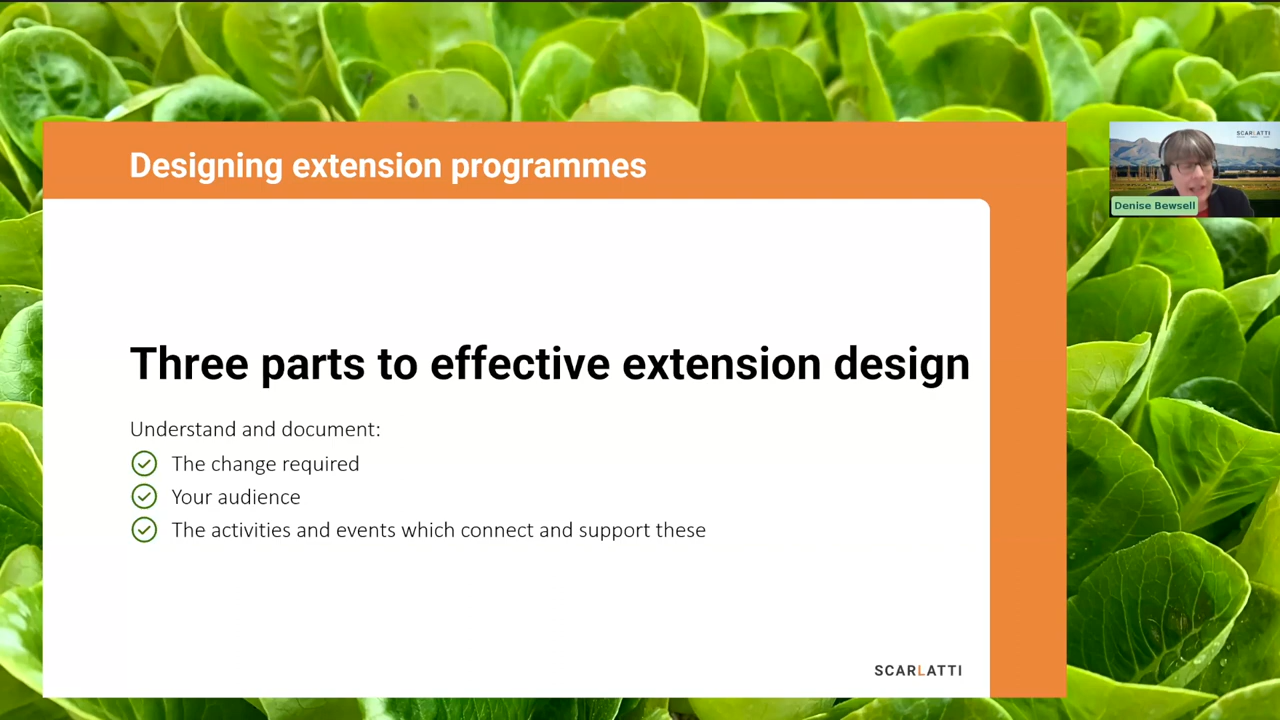 Designing extension programmes
SCARLATTI
Denise Bewsell
Three parts to effective extension design
Understand and document:
The change required
Your audience
The activities and events which connect and support these
SCARLATTI